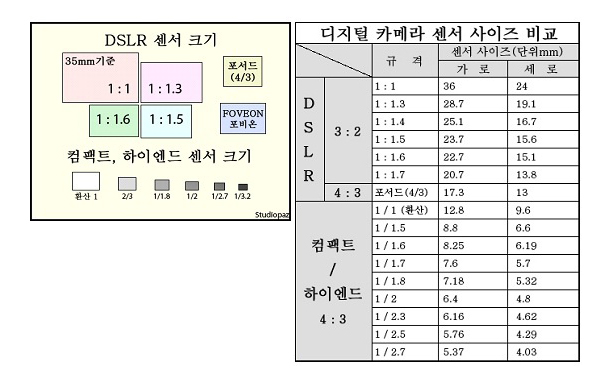 DSLR 센서 크기
35mm기준
1 : 1
1 : 1.3
포서드
(4/3)
1 : 1.6
1 : 1.5
FOVEON
포비온
컴팩트, 하이엔드 센서 크기
환산 1
2/3
1/1.8
1/2
1/2.7
1/3.2
Studiopaz
디지털 카메라 센서 사이즈 비교
규 격
센서 사이즈(단위mm)
가 로
세 로
DSLR
3 : 2
1 : 1 36 24
1 : 1.3 28.7 19.1
1 : 1.4 25.1 16.7
1 : 1.5 23.7 15.6
1 : 1.6 22.7 15.1
1 : 1.7 20.7 13.8
4 : 3 포서드(4/3) 17.3 13
컴팩트
/
하이엔드
4 : 3
1 / 1 (환산) 12.8 9.6
1 / 1.5 8.8 6.6
1 / 1.6 8.25 6.19
1 / 1.7 7.6 5.7
1 / 1.8 7.18 5.32
1 / 2 6.4 4.8
1 / 2.3 6.16 4.62
1 / 2.5 5.76 4.29
1 / 2.7 5.37 4.03